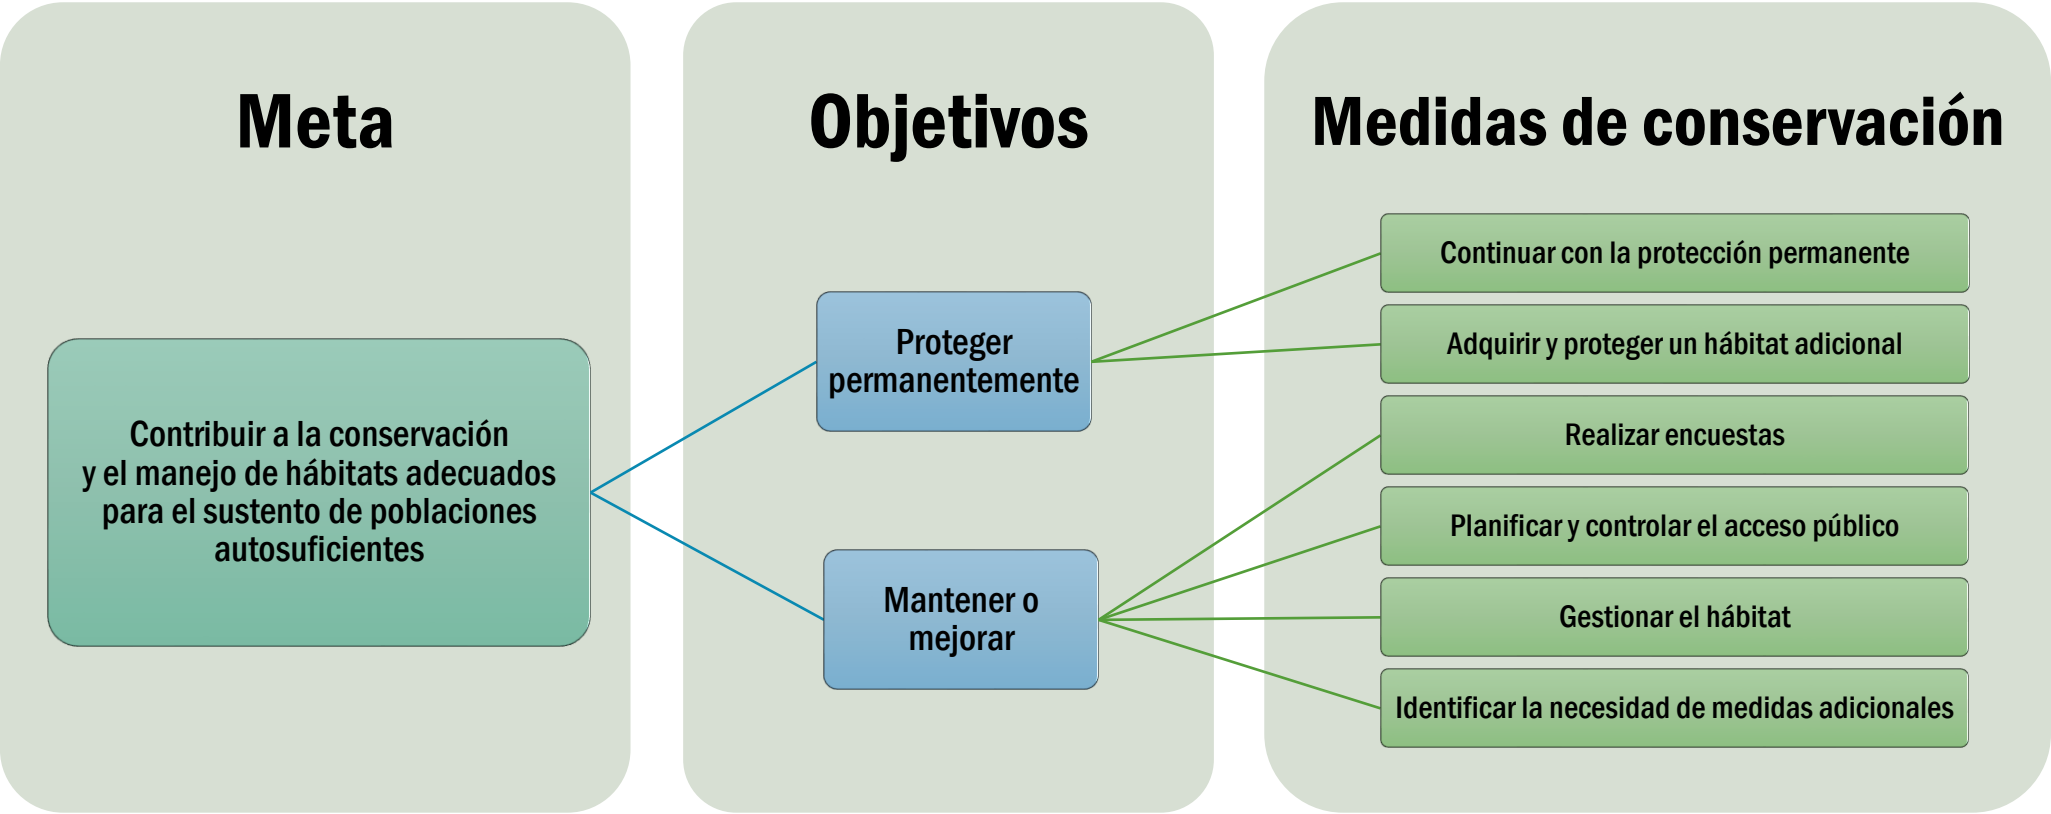 Meta
Contribuir a la conservación
y el manejo de hábitats adecuados
para el sustento de poblaciones
autosuficientes
Objetivos
Proteger
permanentemente
Mantener o
mejorar
Medidas de conservación
Continuar con la protección permanente
Adquirir y proteger un hábitat adicional
Realizar encuestas
Planificar y controlar el acceso público
Gestionar el hábitat
Identificar la necesidad de medidas adicionales